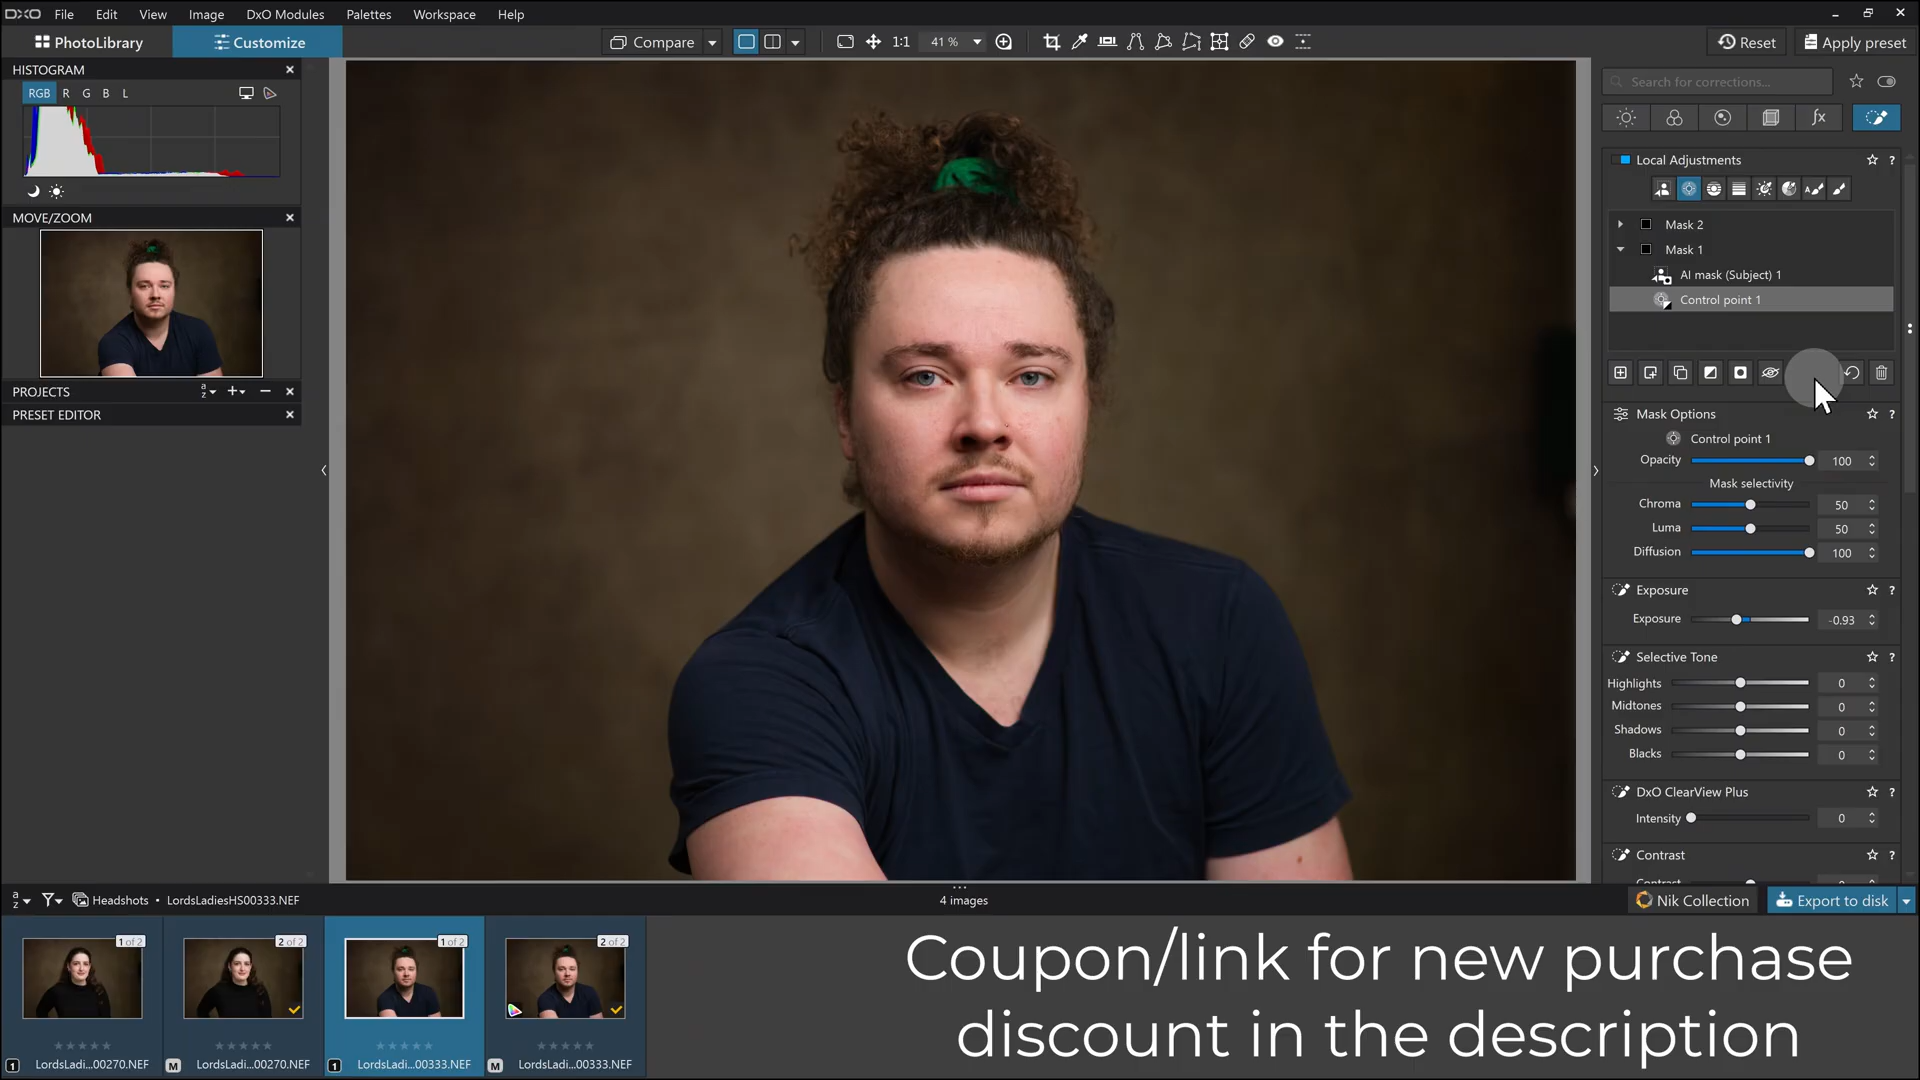 DXO File Edit View Image DxO Modules Palettes Workspace Help
PhotoLibrary Customize Compare 1:1 41 % Reset Apply preset
HISTOGRAM
RGB R G B L
MOVE/ZOOM
PROJECTS
PRESET EDITOR
Search for corrections...
fx
Local Adjustments
Mask 2
Mask 1
AI mask (Subject) 1
Control point 1
Mask Options
Control point 1
Opacity 100
Mask selectivity
Chroma 50
Luma 50
Diffusion 100
Exposure
Exposure -0.93
Selective Tone
Highlights 0
Midtones 0
Shadows 0
Blacks 0
DxO ClearView Plus
Intensity 0
Contrast
Headshots • LordsLadiesHS00333.NEF 4 images Nik Collection Export to disk
1 of 2 2 of 2 1 of 2 2 of 2
1 LordsLadi...00270.NEF M LordsLadi...00270.NEF 1 LordsLadi...00333.NEF M LordsLadi...00333.NEF
Coupon/link for new purchase
discount in the description